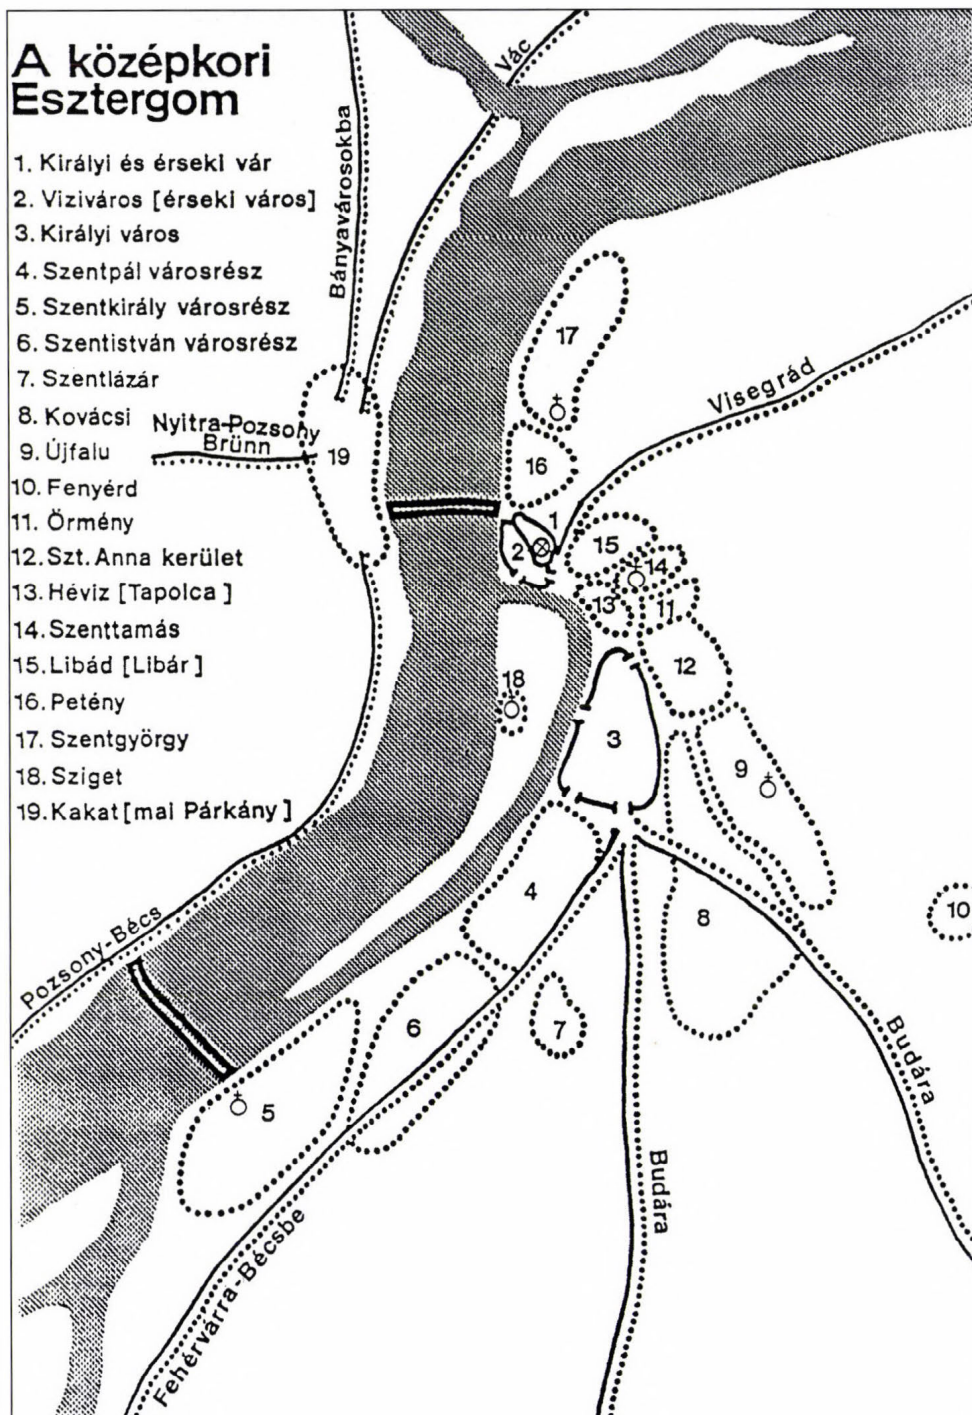 A középkori
Esztergom
1. Királyi és érseki vár
2. Viziváros [érseki város]
3. Királyi város
4. Szentpál városrész
5. Szentkirály városrész
6. Szentistván városrész
7. Szentlázár
8. Kovácsi
9. Újfalu
10. Fenyérd
11. Örmény
12. Szt. Anna kerület
13. Héviz [Tapolca]
14. Szenttamás
15. Libád [Libár]
16. Petény
17. Szentgyörgy
18. Sziget
19. Kakat [mai Párkány]
Vác
Bányavárosokba
Nyitra-Pozsony
Brünn
Visegrád
Pozsony-Bécs
Fehérvárra-Bécsbe
Budára
Budára
17
16
1
2
15
14
13
11
12
19
18
3
9
4
8
10
6
7
5